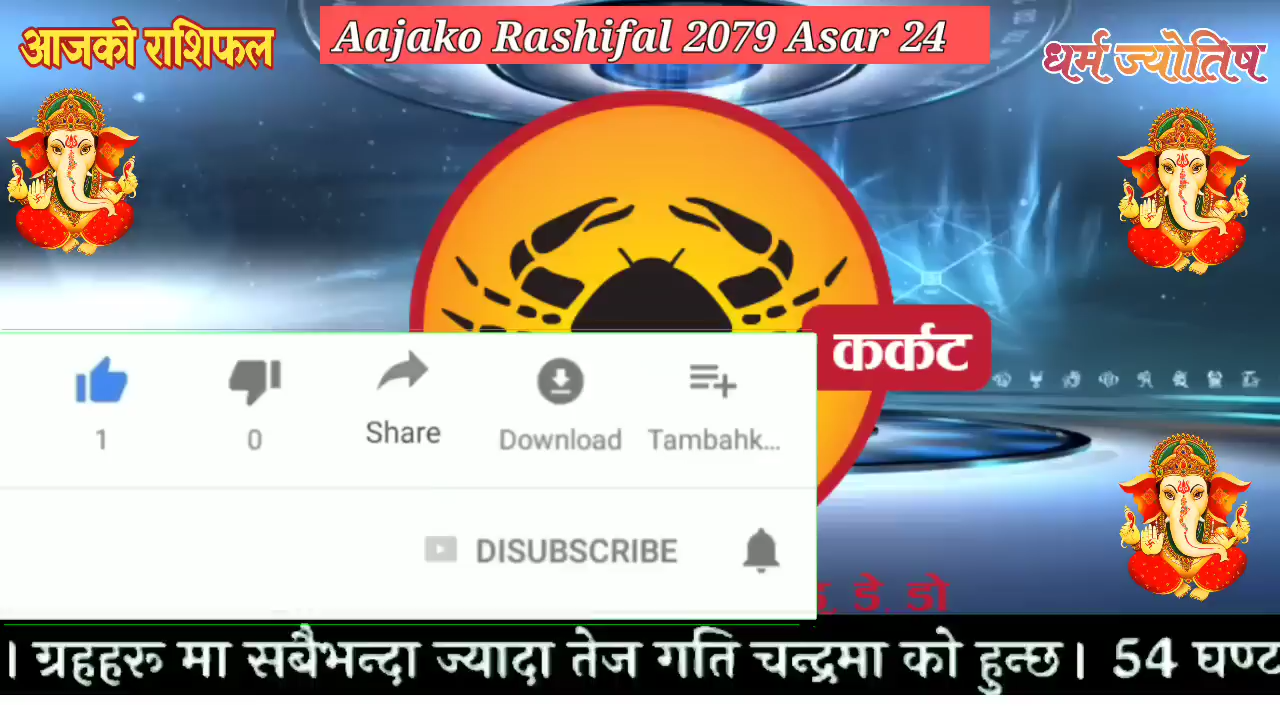 आजको राशिफल
Aajako Rashifal 2079 Asar 24
धर्म ज्योतिष
कर्कट
1 0 Share Download Tambahk...
DISUBSCRIBE
डे. डो
। ग्रहहरू मा सबैभन्दा ज्यादा तेज गति चन्द्रमा को हुन्छ। 54